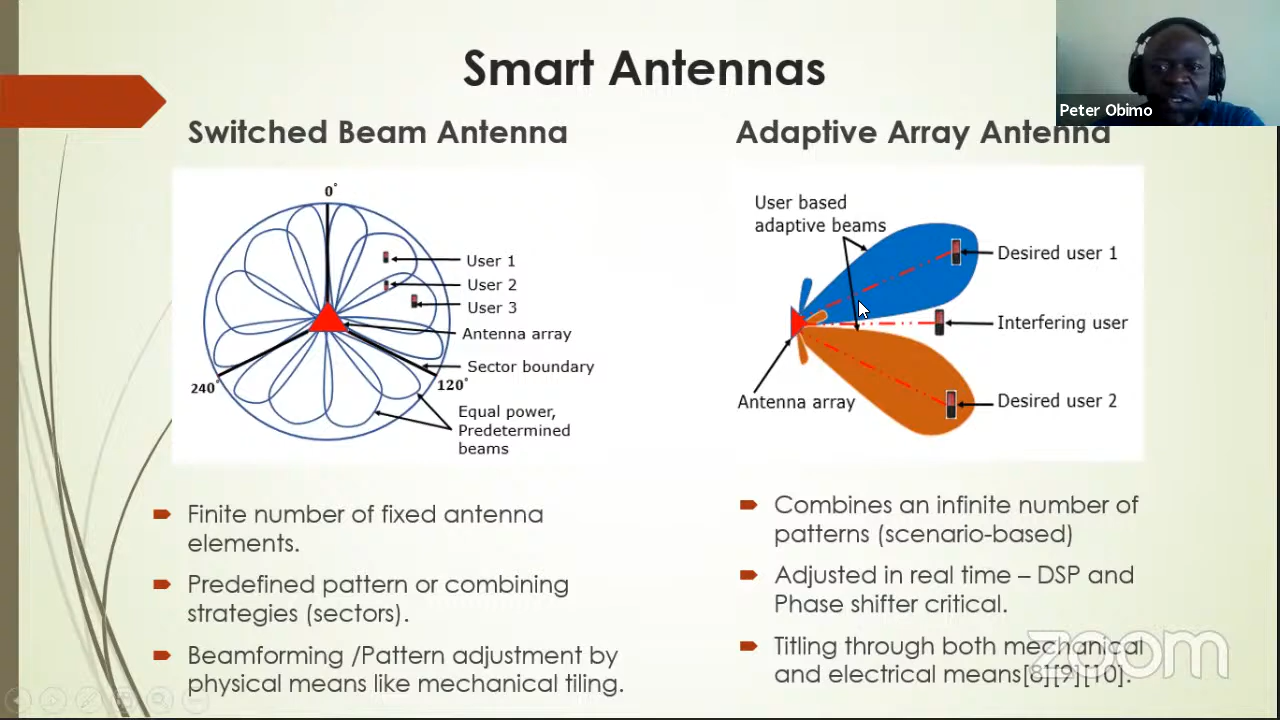 Smart Antennas
Peter Obimo
Switched Beam Antenna
0°
User 1
User 2
User 3
Antenna array
Sector boundary
240°
120°
Equal power,
Predetermined
beams
Finite number of fixed antenna
elements.
Predefined pattern or combining
strategies (sectors).
Beamforming /Pattern adjustment by
physical means like mechanical tiling.
Adaptive Array Antenna
User based
adaptive beams
Desired user 1
Interfering user
Antenna array
Desired user 2
Combines an infinite number of
patterns (scenario-based)
Adjusted in real time – DSP and
Phase shifter critical.
Titling through both mechanical
and electrical means[8][9][10].
zoom